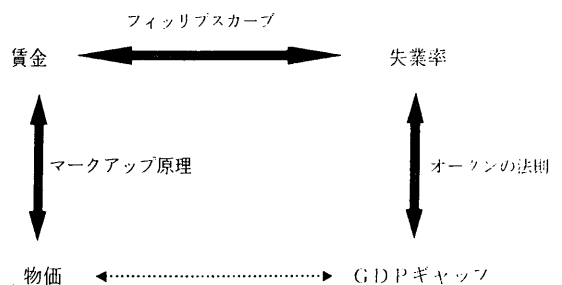 フィリップスカーブ
賃金
失業率
マークアップ原理
オークンの法則
物価
GDPギャップ